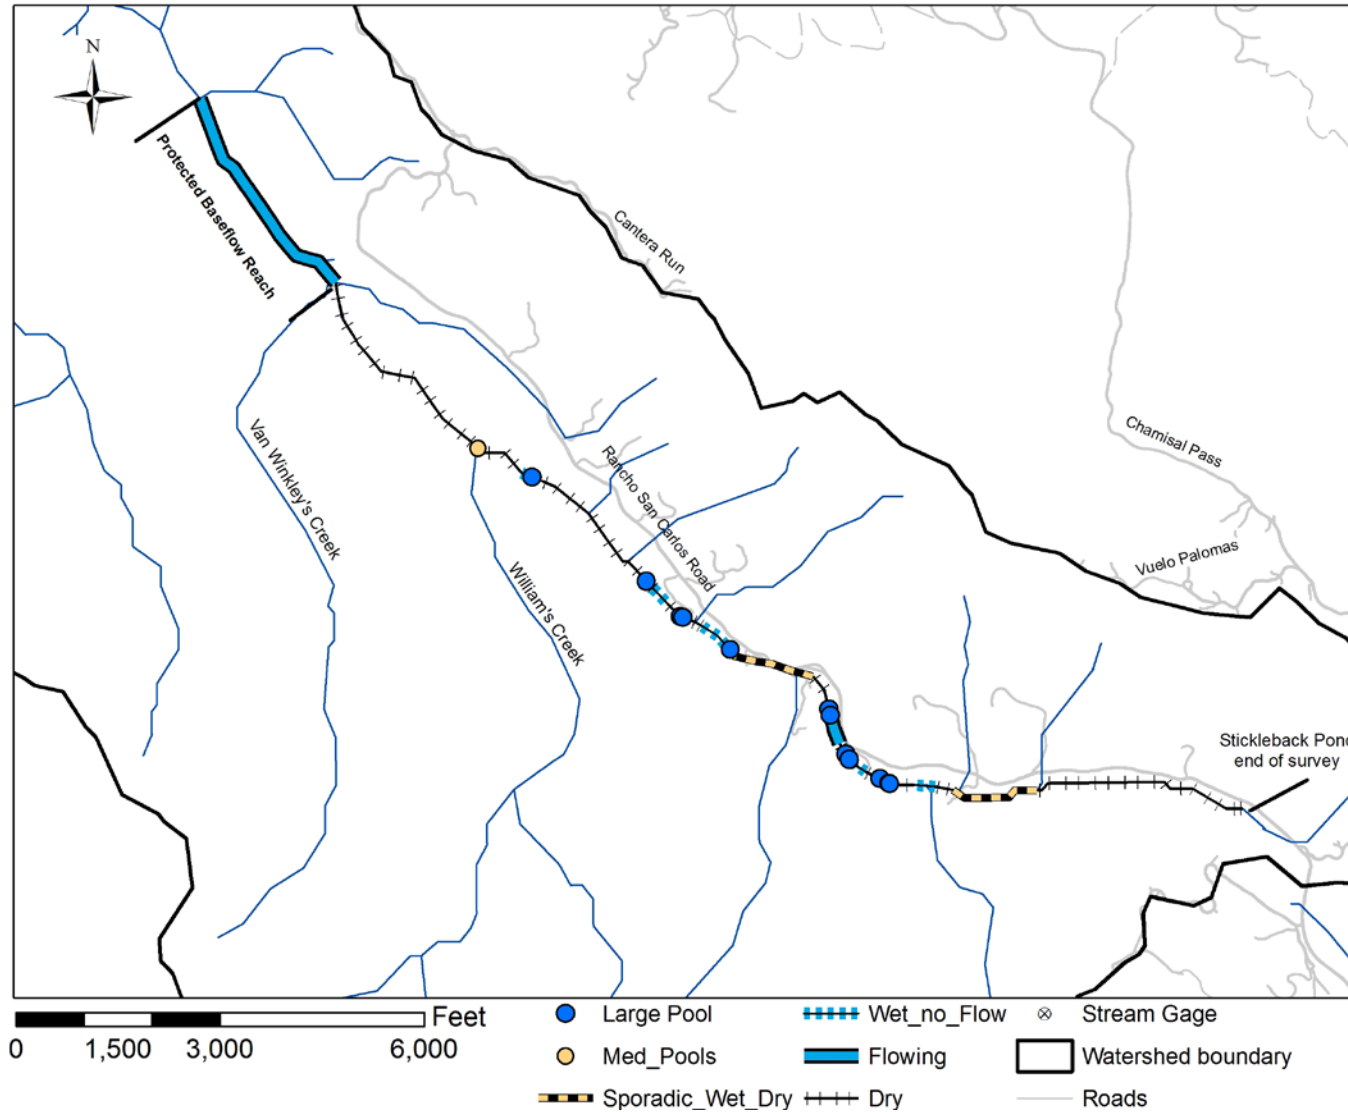 N
Protected Baseflow Reach
Cantera Run
Chamisal Pass
Van Winkley's Creek
Rancho San Carlos Road
William's Creek
Vuelo Palomas
Stickleback Pond
end of survey
Feet
0 1,500 3,000 6,000
Large Pool
Med_Pools
Sporadic_Wet_Dry
Wet_no_Flow
Flowing
Dry
Stream Gage
Watershed boundary
Roads